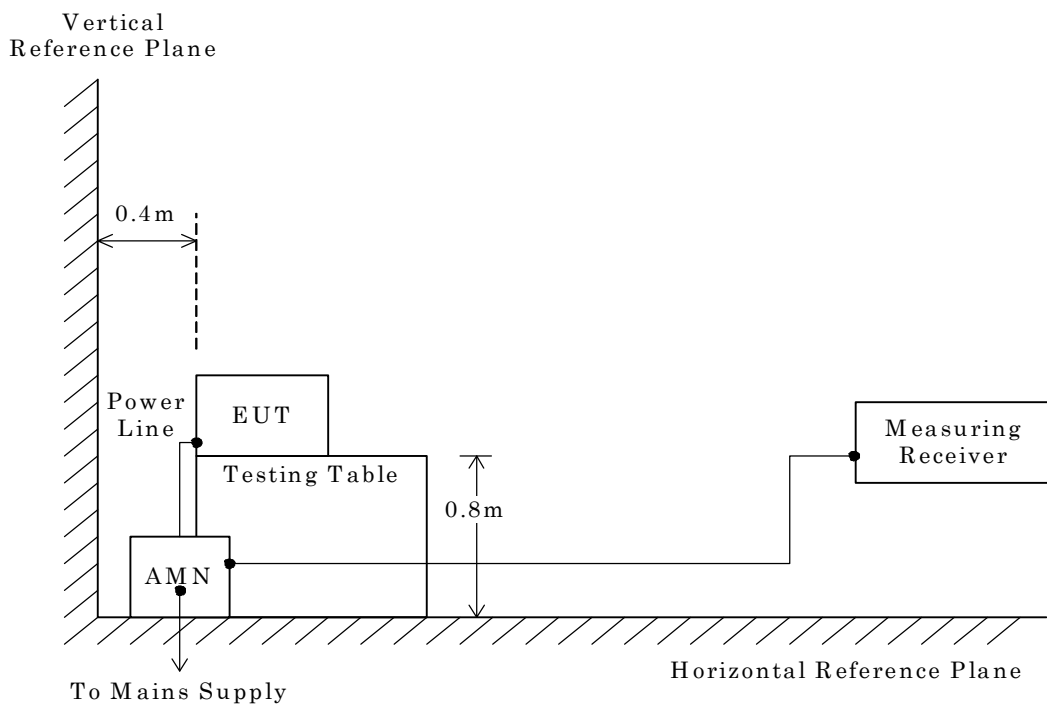 Vertical
Reference Plane
0.4m
Power
Line
EUT
Testing Table
Measuring
Receiver
0.8m
AMN
Horizontal Reference Plane
To Mains Supply